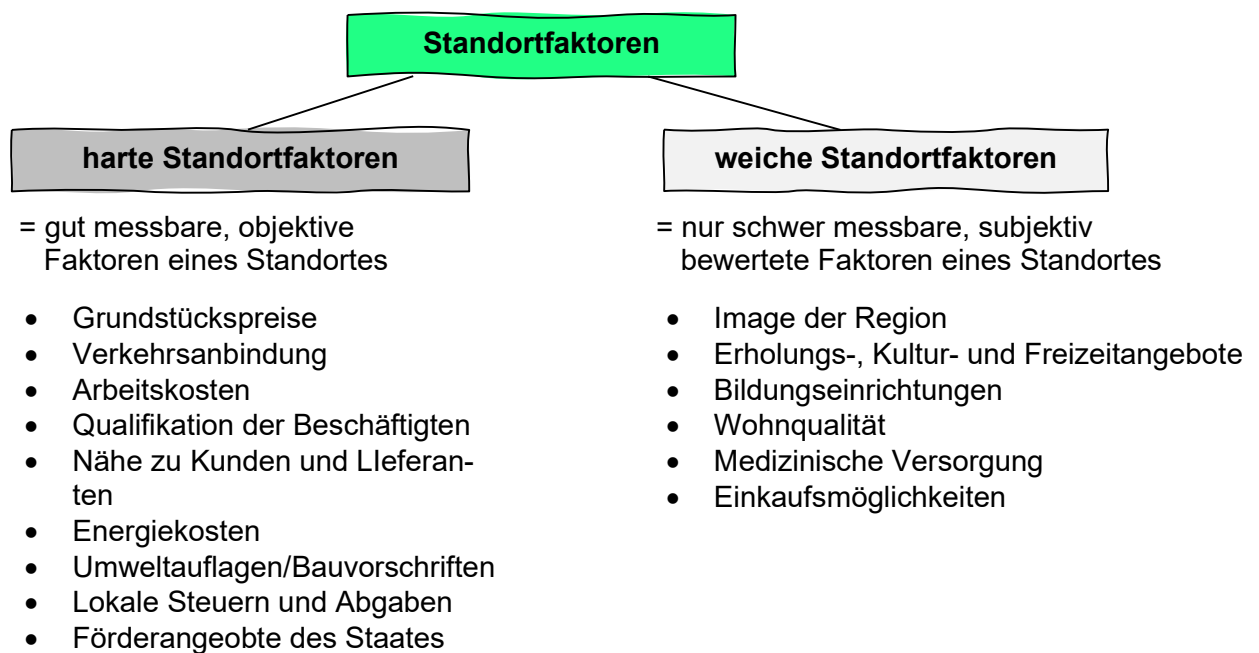 Standortfaktoren
harte Standortfaktoren
= gut messbare, objektive
Faktoren eines Standortes
• Grundstückspreise
• Verkehrsanbindung
• Arbeitskosten
• Qualifikation der Beschäftigten
• Nähe zu Kunden und LIeferan-
ten
• Energiekosten
• Umweltauflagen/Bauvorschriften
• Lokale Steuern und Abgaben
• Förderangeobte des Staates
weiche Standortfaktoren
= nur schwer messbare, subjektiv
bewertete Faktoren eines Standortes
• Image der Region
• Erholungs-, Kultur- und Freizeitangebote
• Bildungseinrichtungen
• Wohnqualität
• Medizinische Versorgung
• Einkaufsmöglichkeiten